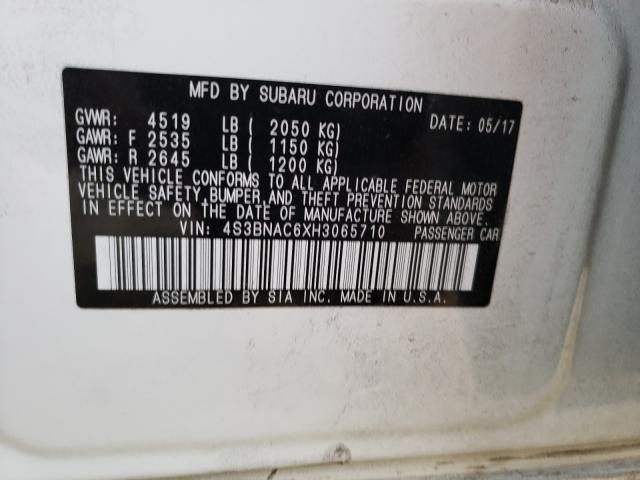 MFD BY SUBARU CORPORATION
GVWR: 4519 LB ( 2050 KG) DATE: 05/17
GAWR: F 2535 LB ( 1150 KG)
GAWR: R 2645 LB ( 1200 KG)
THIS VEHICLE CONFORMS TO ALL APPLICABLE FEDERAL MOTOR
VEHICLE SAFETY, BUMPER, AND THEFT PREVENTION STANDARDS
IN EFFECT ON THE DATE OF MANUFACTURE SHOWN ABOVE.
VIN: 4S3BNAC6XH3065710 PASSENGER CAR
ASSEMBLED BY SIA INC. MADE IN U.S.A.